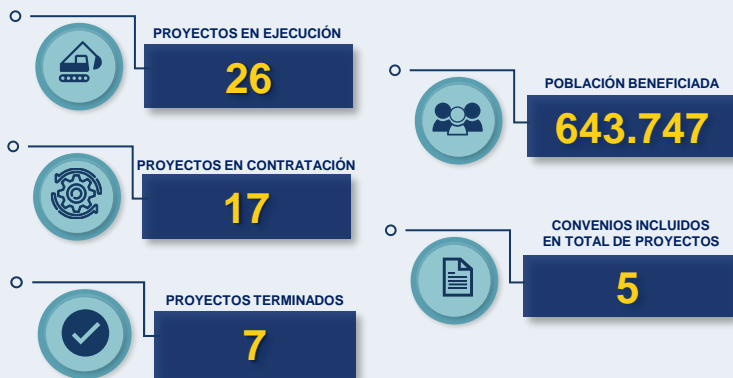 PROYECTOS EN EJECUCIÓN
26
PROYECTOS EN CONTRATACIÓN
17
PROYECTOS TERMINADOS
7
POBLACIÓN BENEFICIADA
643.747
CONVENIOS INCLUIDOS
EN TOTAL DE PROYECTOS
5